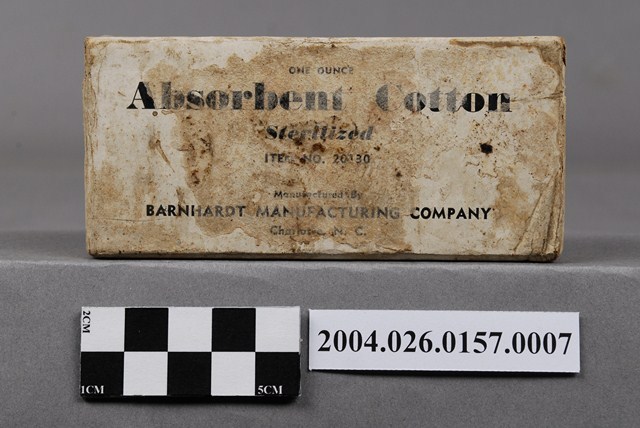 ONE OUNCE
Absorbent Cotton
Sterilized
ITEM NO. 20130
Manufactured By
BARNHARDT MANUFACTURING COMPANY
Charlotte, N. C.
2CM
1CM
5CM
2004.026.0157.0007